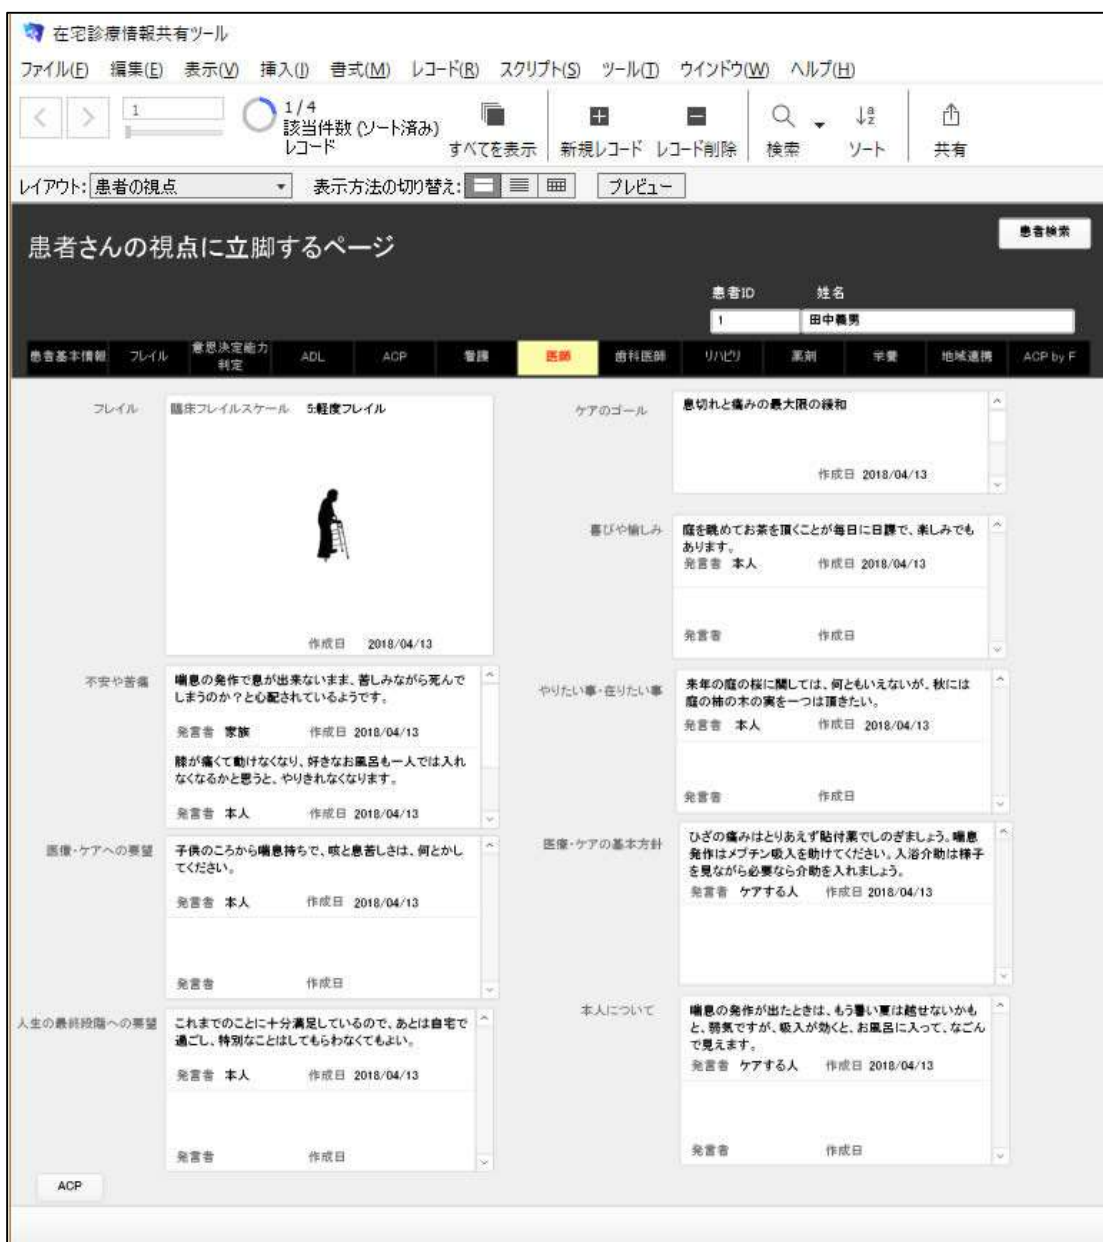 在宅診療情報共有ツール
ファイル(F) 編集(E) 表示(V) 挿入(I) 書式(M) レコード(R) スクリプト(S) ツール(T) ウインドウ(W) ヘルプ(H)
1
1 / 4
該当件数 (ソート済み)
レコード
すべてを表示 新規レコード レコード削除 検索 ソート 共有
レイアウト: 患者の視点 表示方法の切り替え: プレビュー
患者さんの視点に立脚するページ
患者検索
患者ID 姓名
1 田中義男
患者基本情報 フレイル 意思決定能力判定 ADL ACP 看護 医師 歯科医師 リハビリ 薬剤 栄養 地域連携 ACP by F
フレイル 臨床フレイルスケール 5:軽度フレイル
作成日 2018/04/13
ケアのゴール
息切れと痛みの最大限の緩和
作成日 2018/04/13
喜びや愉しみ
庭を眺めてお茶を頂くことが毎日に日課で、楽しみでも
あります。
発言者 本人 作成日 2018/04/13
発言者 作成日
不安や苦痛
喘息の発作で息が出来ないまま、苦しみながら死んで
しまうのか?と心配されているようです。
発言者 家族 作成日 2018/04/13
膝が痛くて動けなくなり、好きなお風呂も一人では入れ
なくなるかと思うと、やりきれなくなります。
発言者 本人 作成日 2018/04/13
やりたい事・在りたい事
来年の庭の桜に関しては、何ともいえないが、秋には
庭の柿の木の実を一つは頂きたい。
発言者 本人 作成日 2018/04/13
発言者 作成日
医療・ケアへの要望
子供のころから喘息持ちで、咳と息苦しさは、何とかし
てください。
発言者 本人 作成日 2018/04/13
発言者 作成日
医療・ケアの基本方針
ひざの痛みはとりあえず貼付薬でしのぎましょう。喘息
発作はメプチン吸入を助けてください。入浴介助は様子
を見ながら必要なら介助を入れましょう。
発言者 ケアする人 作成日 2018/04/13
人生の最終段階への要望
これまでのことに十分満足しているので、あとは自宅で
過ごし、特別なことはしてもらわなくてもよい。
発言者 本人 作成日 2018/04/13
発言者 作成日
本人について
喘息の発作が出たときは、もう暑い夏は越せないかも
と、弱気ですが、吸入が効くと、お風呂に入って、なごん
で見えます。
発言者 ケアする人 作成日 2018/04/13
発言者 作成日
ACP